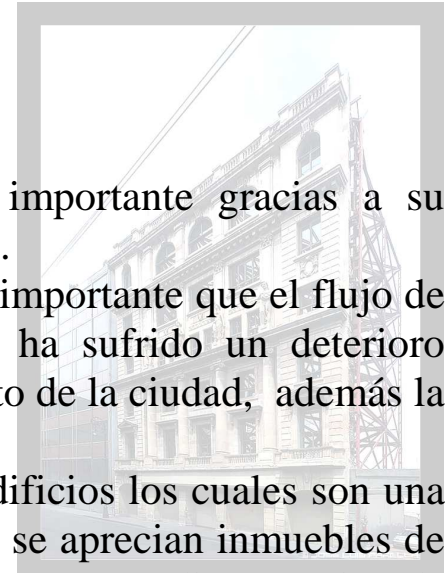 importante gracias a su
.
importante que el flujo de
ha sufrido un deterioro
to de la ciudad, además la
dificios los cuales son una
se aprecian inmuebles de